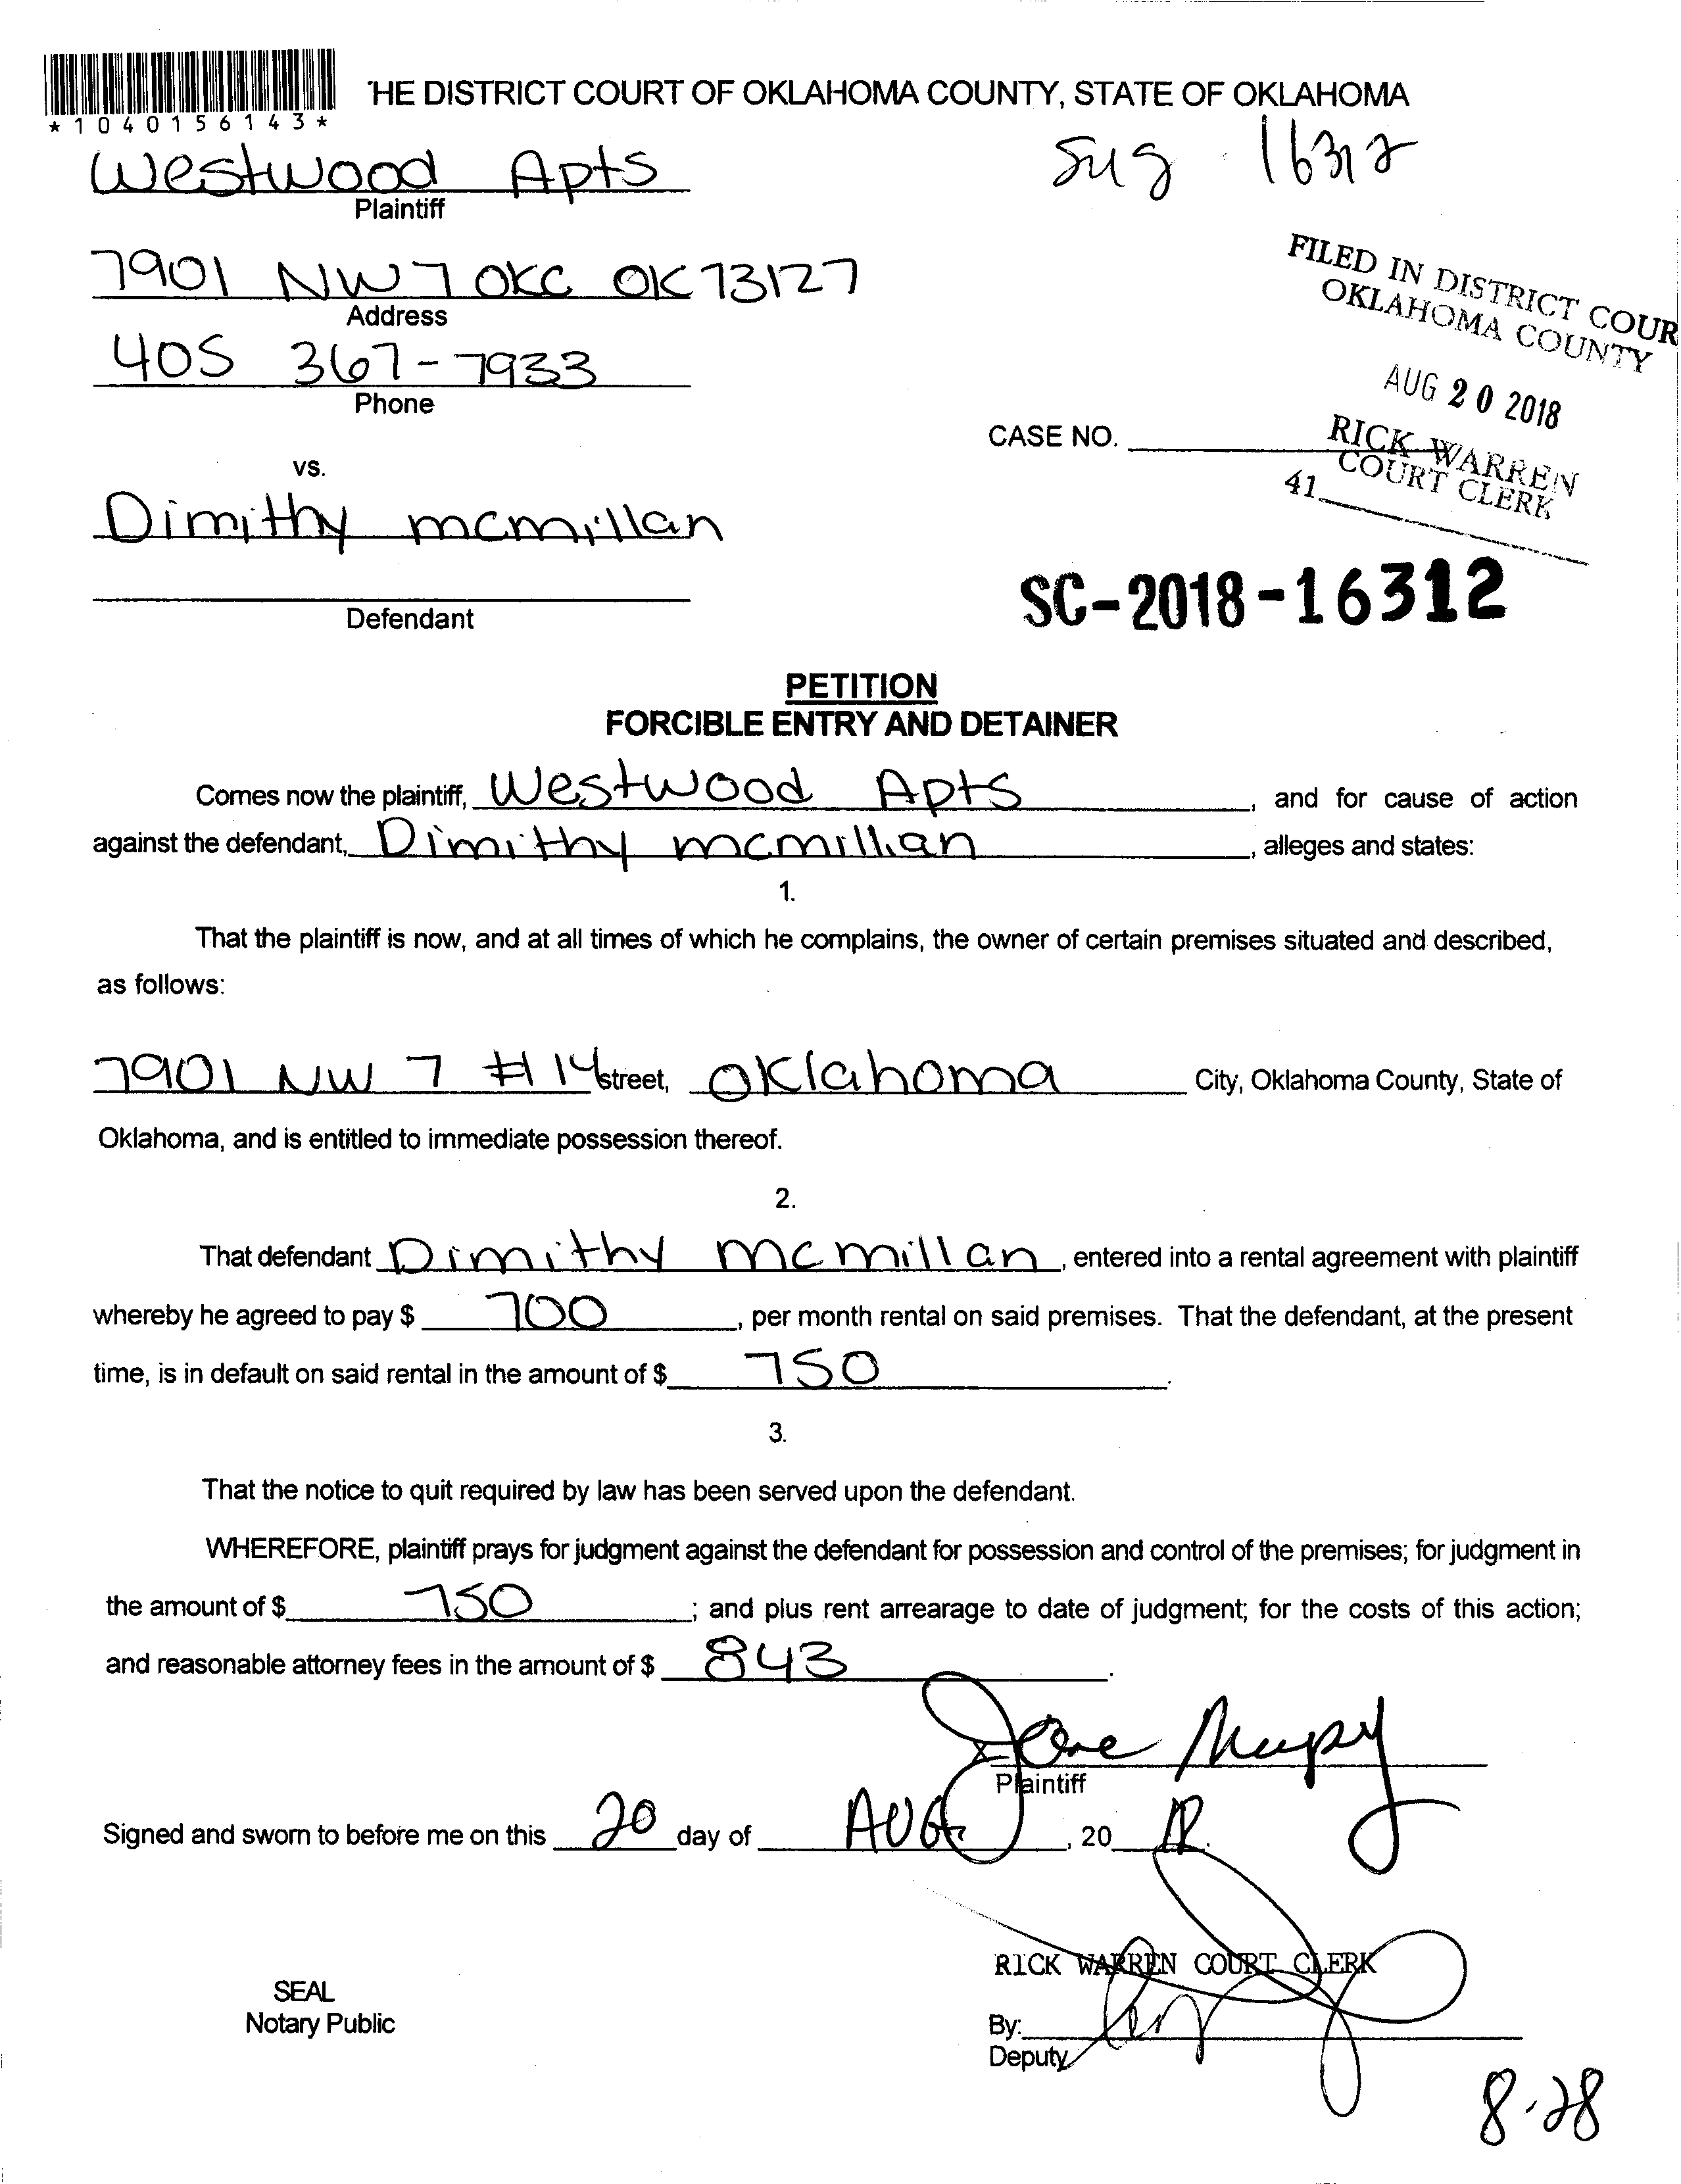 *1040156143*
HE DISTRICT COURT OF OKLAHOMA COUNTY, STATE OF OKLAHOMA
Westwood Apts
16312
Plaintiff
7901 NW 7 OKC OK 73127
Address
405 367-7933
Phone
FILED IN DISTRICT COUR
OKLAHOMA COUNTY
AUG 20 2018
RICK WARREN
COURT CLERK
41
CASE NO.
vs.
Dimithy mcmillan
Defendant
SC-2018-16312
PETITION
FORCIBLE ENTRY AND DETAINER
Comes now the plaintiff, Westwood Apts, and for cause of action
against the defendant, Dimithy mcmillian, alleges and states:
1.
That the plaintiff is now, and at all times of which he complains, the owner of certain premises situated and described,
as follows:
7901 NW 7 #14 street, Oklahoma City, Oklahoma County, State of
Oklahoma, and is entitled to immediate possession thereof.
2.
That defendant Dimithy mcmillan, entered into a rental agreement with plaintiff
whereby he agreed to pay $ 700, per month rental on said premises. That the defendant, at the present
time, is in default on said rental in the amount of $ 750.
3.
That the notice to quit required by law has been served upon the defendant.
WHEREFORE, plaintiff prays for judgment against the defendant for possession and control of the premises; for judgment in
the amount of $ 750; and plus rent arrearage to date of judgment; for the costs of this action;
and reasonable attorney fees in the amount of $ 843.
x
Plaintiff
Signed and sworn to before me on this 20 day of AUG, 20 18.
RICK WARREN COURT CLERK
SEAL
Notary Public
By:
Deputy
8-28